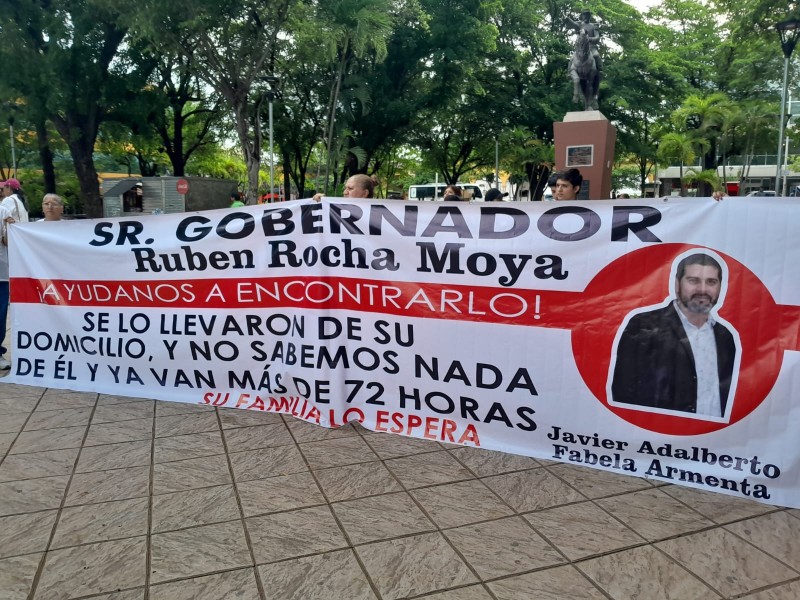 SR. GOBERNADOR
Ruben Rocha Moya
¡AYUDANOS A ENCONTRARLO!
SE LO LLEVARON DE SU
DOMICILIO, Y NO SABEMOS NADA
DE ÉL Y YA VAN MÁS DE 72 HORAS
SU FAMILIA LO ESPERA
Javier Adalberto
Fabela Armenta